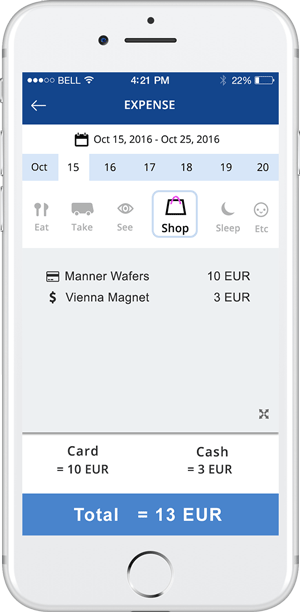 BELL 4:21 PM 22%
EXPENSE
Oct 15, 2016 - Oct 25, 2016
Oct 15 16 17 18 19 20
Eat Take See Shop Sleep Etc
Manner Wafers 10 EUR
$ Vienna Magnet 3 EUR
Card Cash
= 10 EUR = 3 EUR
Total = 13 EUR